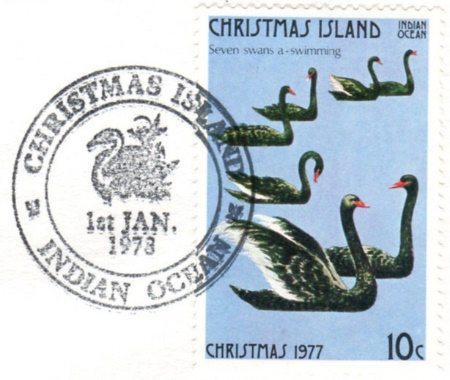 CHRISTMAS ISLAND
1st JAN.
1978
INDIAN OCEAN
CHRISTMAS ISLAND
INDIAN
OCEAN
Seven swans a-swimming
CHRISTMAS 1977
10c